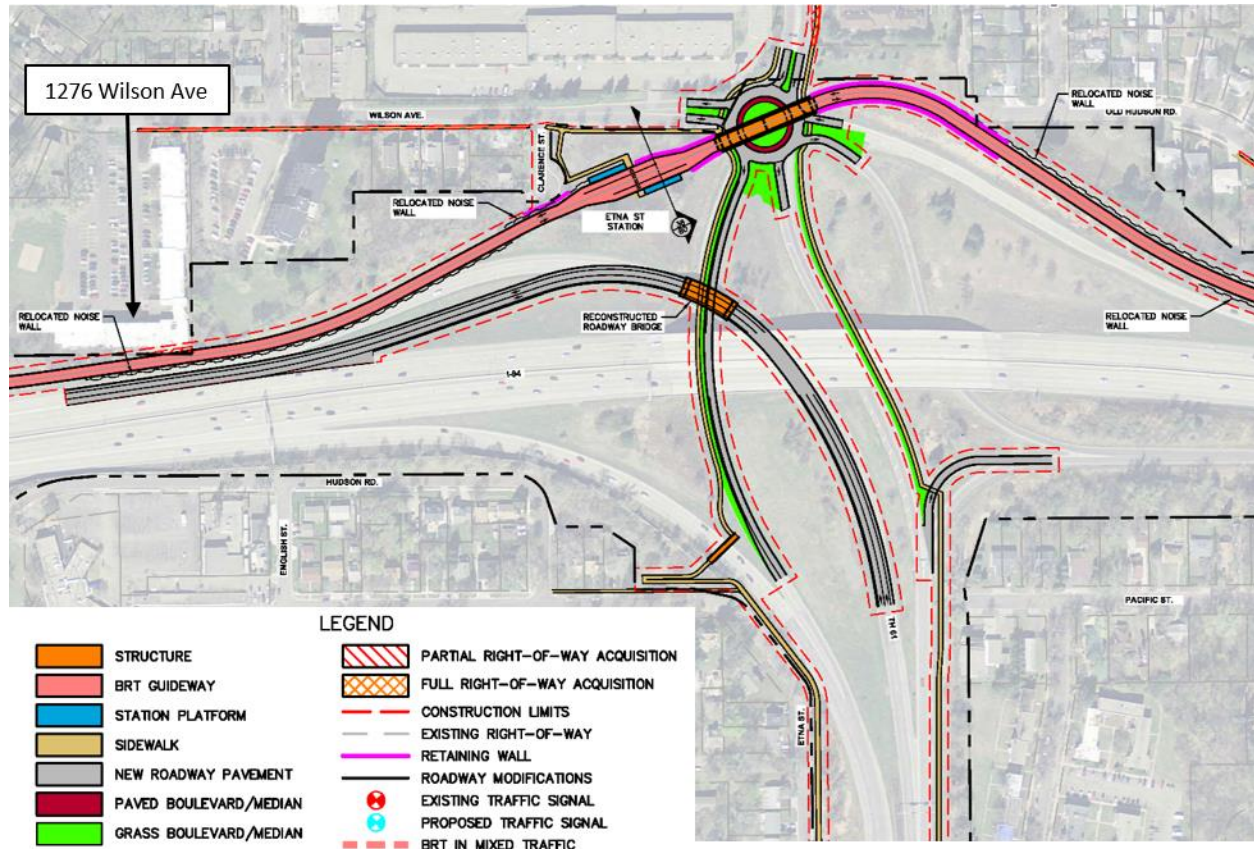 1276 Wilson Ave
WILSON AVE.
CLARENCE ST.
RELOCATED NOISE
WALL
OLD HUDSON RD.
RELOCATED NOISE
WALL
ETNA ST
STATION
RELOCATED NOISE
WALL
RECONSTRUCTED
ROADWAY BRIDGE
RELOCATED NOISE
WALL
I-94
HUDSON RD.
ENGLISH ST.
PACIFIC ST.
TH 61
ETNA ST.
LEGEND
STRUCTURE
BRT GUIDEWAY
STATION PLATFORM
SIDEWALK
NEW ROADWAY PAVEMENT
PAVED BOULEVARD/MEDIAN
GRASS BOULEVARD/MEDIAN
PARTIAL RIGHT-OF-WAY ACQUISITION
FULL RIGHT-OF-WAY ACQUISITION
CONSTRUCTION LIMITS
EXISTING RIGHT-OF-WAY
RETAINING WALL
ROADWAY MODIFICATIONS
EXISTING TRAFFIC SIGNAL
PROPOSED TRAFFIC SIGNAL
BRT IN MIXED TRAFFIC